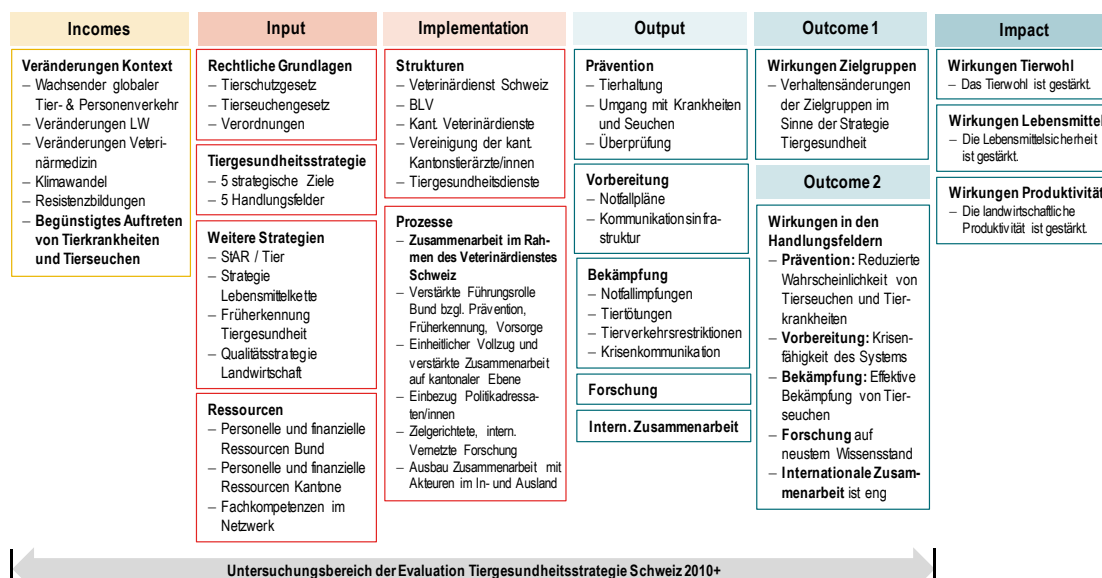 Incomes
Veränderungen Kontext
– Wachsender globaler
Tier- & Personenverkehr
– Veränderungen LW
– Veränderungen Veteri-
närmedizin
– Klimawandel
– Resistenzbildungen
– Begünstigtes Auftreten
von Tierkrankheiten
und Tierseuchen
Input
Rechtliche Grundlagen
– Tierschutzgesetz
– Tierseuchengesetz
– Verordnungen
Tiergesundheitsstrategie
– 5 strategische Ziele
– 5 Handlungsfelder
Weitere Strategien
– StAR / Tier
– Strategie
Lebensmittelkette
– Früherkennung
Tiergesundheit
– Qualitätsstrategie
Landwirtschaft
Ressourcen
– Personelle und finanzielle
Ressourcen Bund
– Personelle und finanzielle
Ressourcen Kantone
– Fachkompetenzen im
Netzwerk
Implementation
Strukturen
– Veterinärdienst Schweiz
– BLV
– Kant. Veterinärdienste
– Vereinigung der kant.
Kantonstierärzte/innen
– Tiergesundheitsdienste
Prozesse
– Zusammenarbeit im Rah-
men des Veterinärdienstes
Schweiz
– Verstärkte Führungsrolle
Bund bzgl. Prävention,
Früherkennung, Vorsorge
– Einheitlicher Vollzug und
verstärkte Zusammenarbeit
auf kantonaler Ebene
– Einbezug Politikadressa-
ten/innen
– Zielgerichtete, intern.
Vernetzte Forschung
– Ausbau Zusammenarbeit mit
Akteuren im In- und Ausland
Output
Prävention
– Tierhaltung
– Umgang mit Krankheiten
und Seuchen
– Überprüfung
Vorbereitung
– Notfallpläne
– Kommunikationsinfra-
struktur
Bekämpfung
– Notfallimpfungen
– Tiertötungen
– Tierverkehrsrestriktionen
– Krisenkommunikation
Forschung
Intern. Zusammenarbeit
Outcome 1
Wirkungen Zielgruppen
– Verhaltensänderungen
der Zielgruppen im
Sinne der Strategie
Tiergesundheit
Outcome 2
Wirkungen in den
Handlungsfeldern
– Prävention: Reduzierte
Wahrscheinlichkeit von
Tierseuchen und Tier-
krankheiten
– Vorbereitung: Krisen-
fähigkeit des Systems
– Bekämpfung: Effektive
Bekämpfung von Tier-
seuchen
– Forschung auf
neustem Wissensstand
– Internationale Zusam-
menarbeit ist eng
Impact
Wirkungen Tierwohl
– Das Tierwohl ist gestärkt.
Wirkungen Lebensmittel
– Die Lebensmittelsicherheit
ist gestärkt.
Wirkungen Produktivität
– Die landwirtschaftliche
Produktivität ist gestärkt.
Untersuchungsbereich der Evaluation Tiergesundheitsstrategie Schweiz 2010+